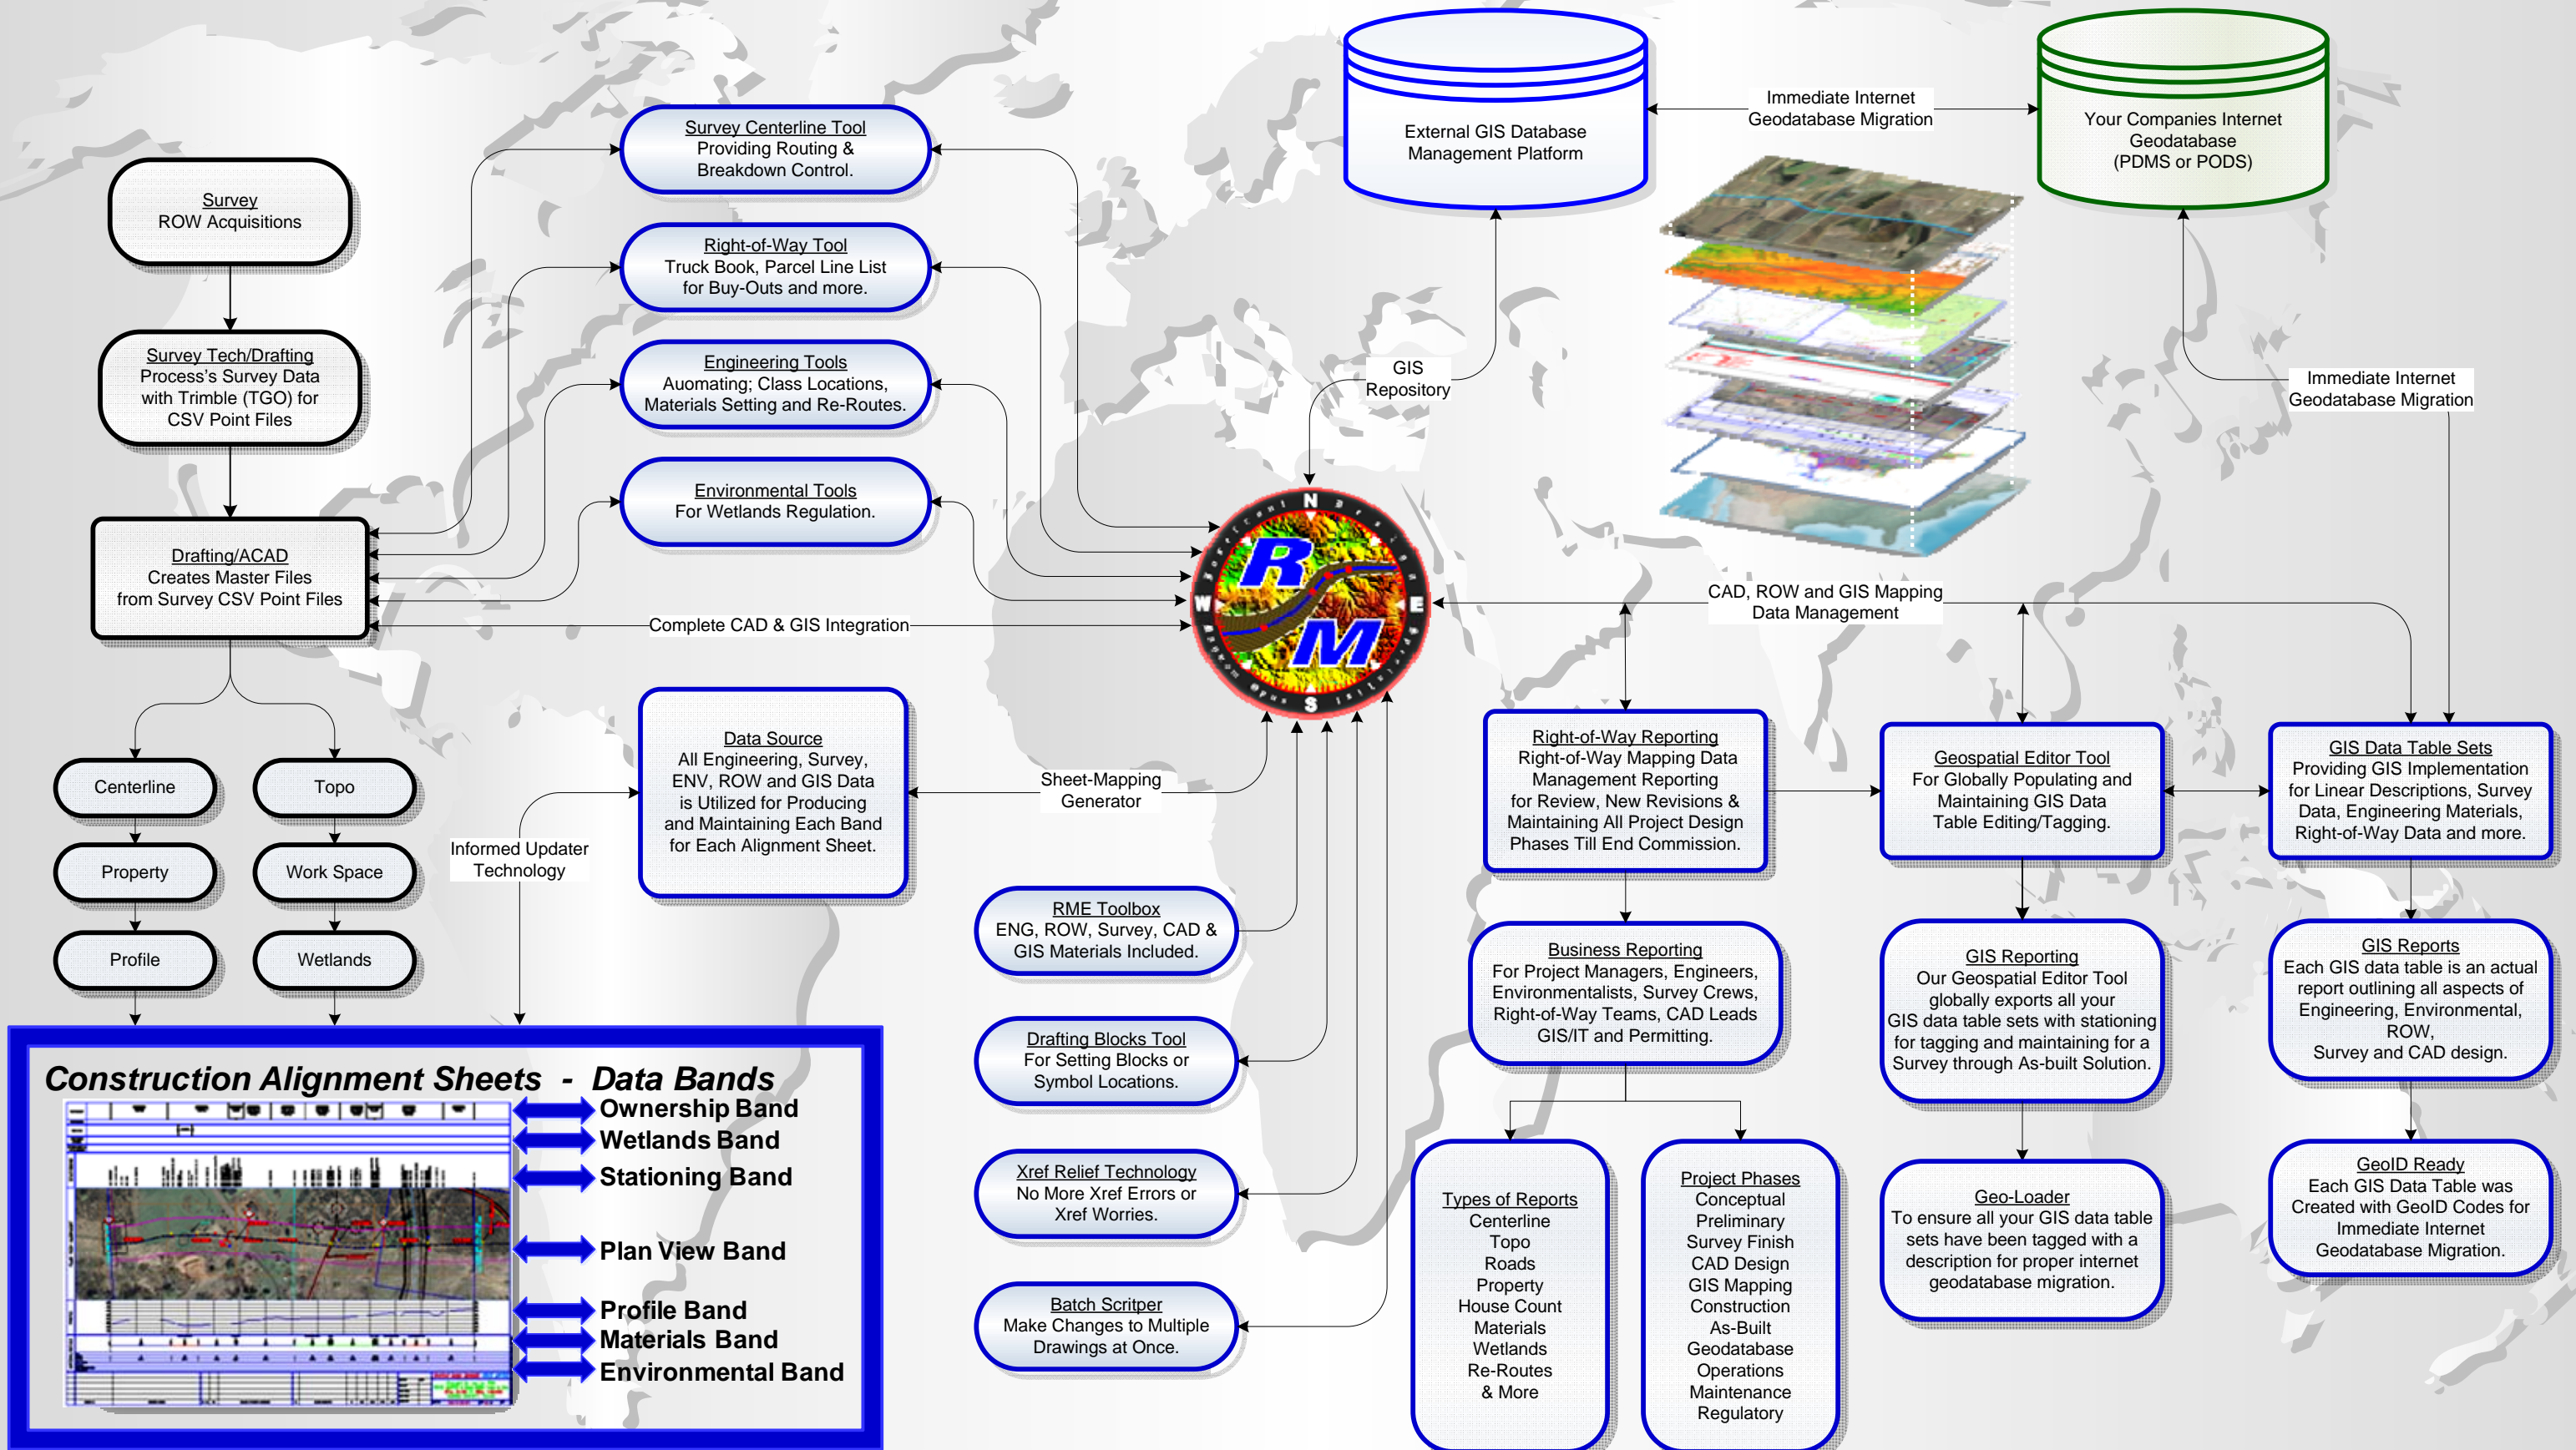 Survey
ROW Acquisitions
Survey Tech/Drafting
Process's Survey Data
with Trimble (TGO) for
CSV Point Files
Drafting/ACAD
Creates Master Files
from Survey CSV Point Files
Centerline
Property
Profile
Topo
Work Space
Wetlands
Survey Centerline Tool
Providing Routing &
Breakdown Control.
Right-of-Way Tool
Truck Book, Parcel Line List
for Buy-Outs and more.
Engineering Tools
Auomating; Class Locations,
Materials Setting and Re-Routes.
Environmental Tools
For Wetlands Regulation.
Complete CAD & GIS Integration
Data Source
All Engineering, Survey,
ENV, ROW and GIS Data
is Utilized for Producing
and Maintaining Each Band
for Each Alignment Sheet.
Informed Updater
Technology
Sheet-Mapping
Generator
Construction Alignment Sheets - Data Bands
Ownership Band
Wetlands Band
Stationing Band
Plan View Band
Profile Band
Materials Band
Environmental Band
External GIS Database
Management Platform
Immediate Internet
Geodatabase Migration
Your Companies Internet
Geodatabase
(PDMS or PODS)
GIS
Repository
Immediate Internet
Geodatabase Migration
N
W
E
S
R
M
CAD, ROW and GIS Mapping
Data Management
RME Toolbox
ENG, ROW, Survey, CAD &
GIS Materials Included.
Drafting Blocks Tool
For Setting Blocks or
Symbol Locations.
Xref Relief Technology
No More Xref Errors or
Xref Worries.
Batch Scritper
Make Changes to Multiple
Drawings at Once.
Right-of-Way Reporting
Right-of-Way Mapping Data
Management Reporting
for Review, New Revisions &
Maintaining All Project Design
Phases Till End Commission.
Business Reporting
For Project Managers, Engineers,
Environmentalists, Survey Crews,
Right-of-Way Teams, CAD Leads
GIS/IT and Permitting.
Types of Reports
Centerline
Topo
Roads
Property
House Count
Materials
Wetlands
Re-Routes
& More
Project Phases
Conceptual
Preliminary
Survey Finish
CAD Design
GIS Mapping
Construction
As-Built
Geodatabase
Operations
Maintenance
Regulatory
Geospatial Editor Tool
For Globally Populating and
Maintaining GIS Data
Table Editing/Tagging.
GIS Reporting
Our Geospatial Editor Tool
globally exports all your
GIS data table sets with stationing
for tagging and maintaining for a
Survey through As-built Solution.
Geo-Loader
To ensure all your GIS data table
sets have been tagged with a
description for proper internet
geodatabase migration.
GIS Data Table Sets
Providing GIS Implementation
for Linear Descriptions, Survey
Data, Engineering Materials,
Right-of-Way Data and more.
GIS Reports
Each GIS data table is an actual
report outlining all aspects of
Engineering, Environmental,
ROW,
Survey and CAD design.
GeoID Ready
Each GIS Data Table was
Created with GeoID Codes for
Immediate Internet
Geodatabase Migration.